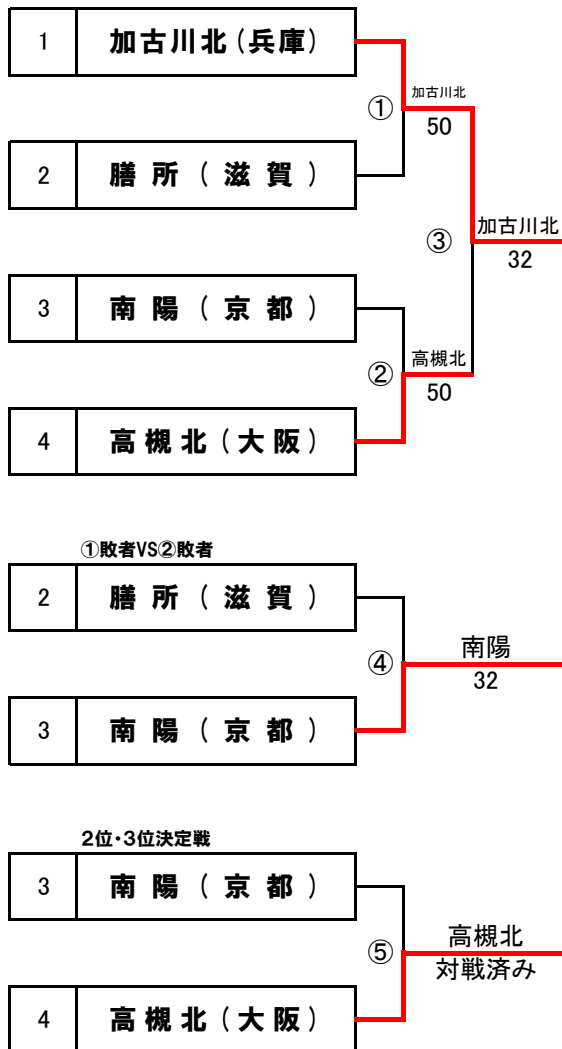 1 加古川北(兵庫)
① 加古川北
50
2 膳所(滋賀)
③ 加古川北
32
3 南陽(京都)
② 高槻北
50
4 高槻北(大阪)
①敗者VS②敗者
2 膳所(滋賀)
④ 南陽
32
3 南陽(京都)
2位・3位決定戦
3 南陽(京都)
⑤ 高槻北
対戦済み
4 高槻北(大阪)